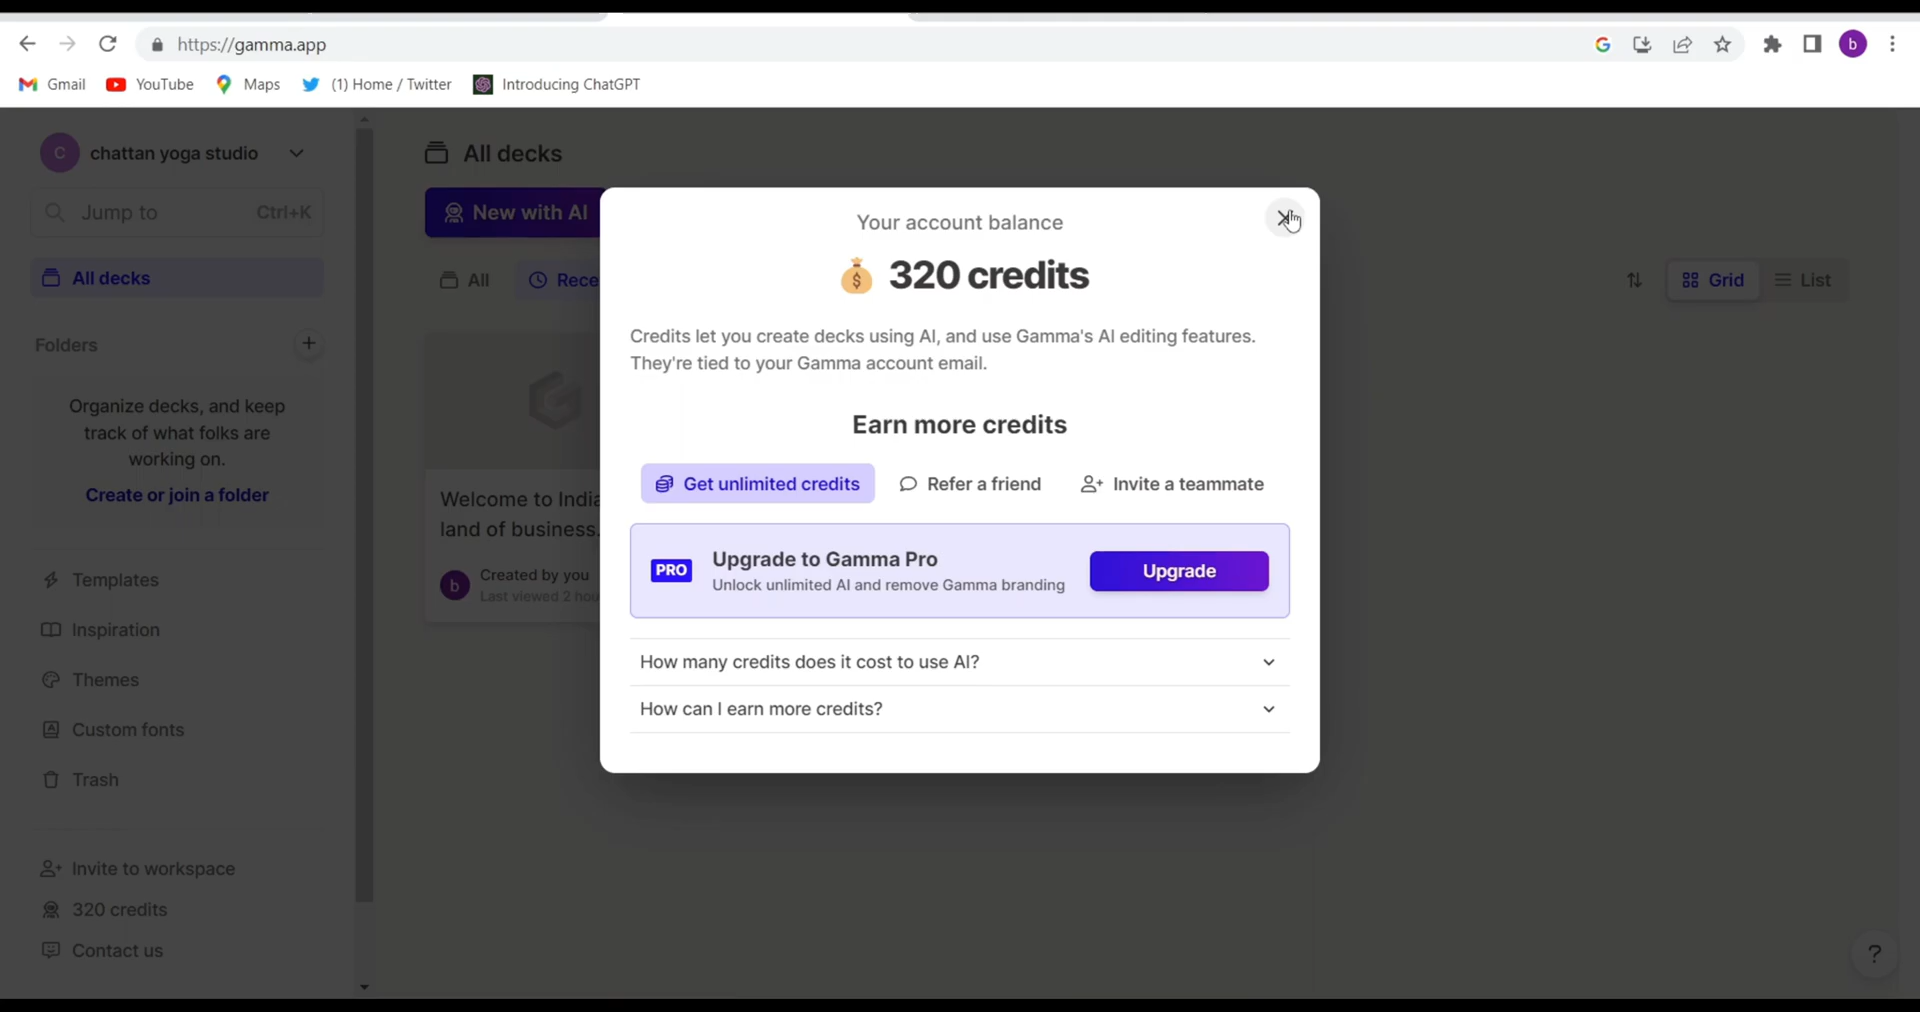 https://gamma.app
b
Gmail
YouTube
Maps
(1) Home / Twitter
Introducing ChatGPT
C
chattan yoga studio
Jump to
Ctrl+K
All decks
Folders
Organize decks, and keep
track of what folks are
working on.
Create or join a folder
Templates
Inspiration
Themes
Custom fonts
Trash
Invite to workspace
320 credits
Contact us
All decks
New with AI
All
Rece
Grid
List
Welcome to India
land of business.
b
Created by you
Last viewed 2 hou
Your account balance
320 credits
Credits let you create decks using AI, and use Gamma's AI editing features.
They're tied to your Gamma account email.
Earn more credits
Get unlimited credits
Refer a friend
Invite a teammate
PRO
Upgrade to Gamma Pro
Unlock unlimited AI and remove Gamma branding
Upgrade
How many credits does it cost to use AI?
How can I earn more credits?
?